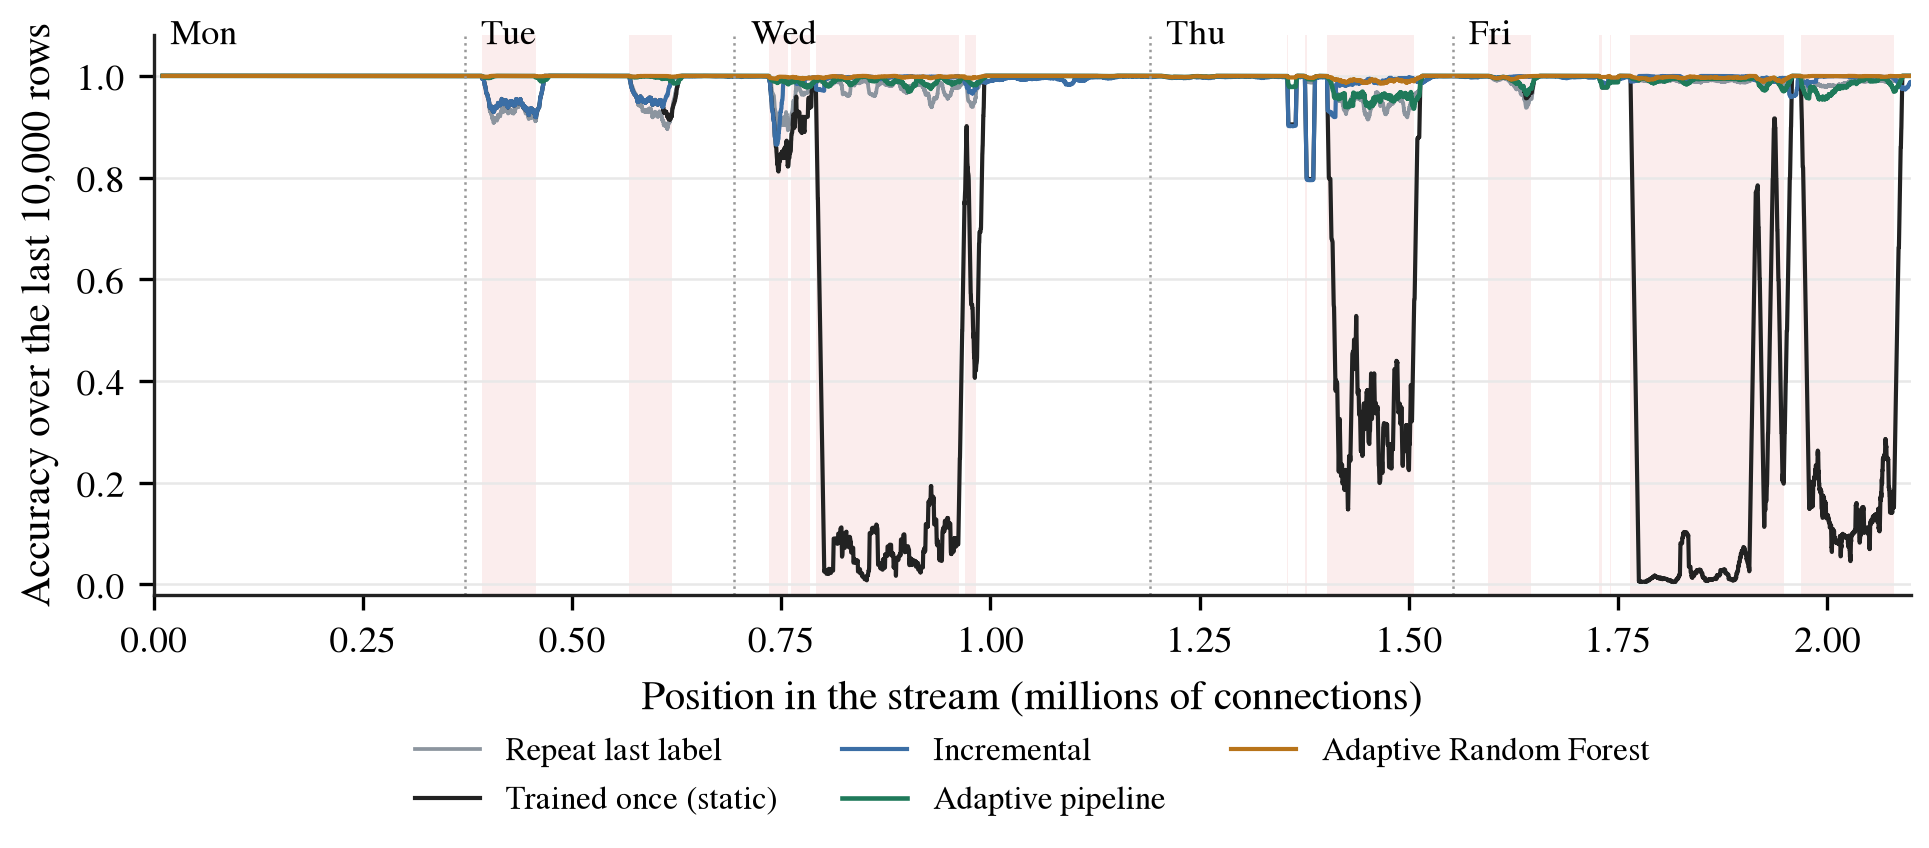 Mon Tue Wed Thu Fri
Accuracy over the last 10,000 rows
1.0
0.8
0.6
0.4
0.2
0.0
0.00 0.25 0.50 0.75 1.00 1.25 1.50 1.75 2.00
Position in the stream (millions of connections)
Repeat last label Incremental Adaptive Random Forest
Trained once (static) Adaptive pipeline